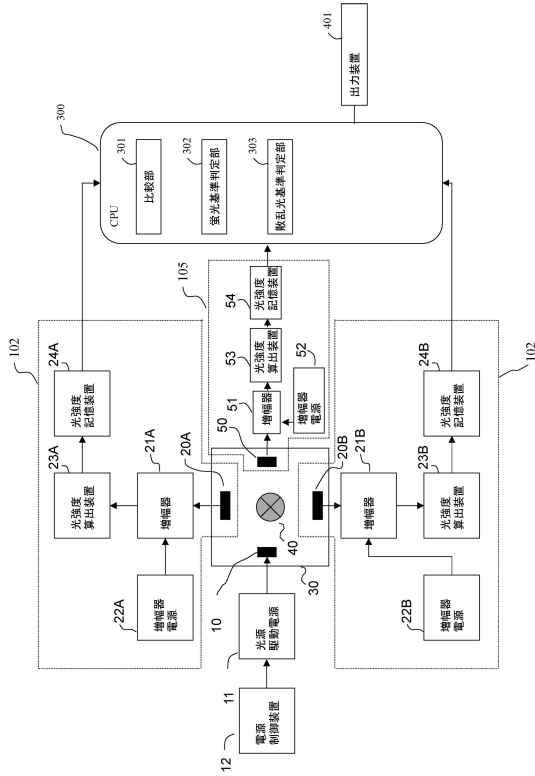 300
CPU
301
比較部
302
蛍光基準判定部
303
散乱光基準判定部
401
出力装置
102
24A
光強度
記憶装置
23A
光強度
算出装置
21A
増幅器
22A
増幅器
電源
20A
105
54
光強度
記憶装置
53
光強度
算出装置
51
増幅器
52
増幅器
電源
50
40
30
10
光源
駆動電源
11
12
電源
制御装置
20B
21B
増幅器
22B
増幅器
電源
23B
光強度
算出装置
24B
光強度
記憶装置
102